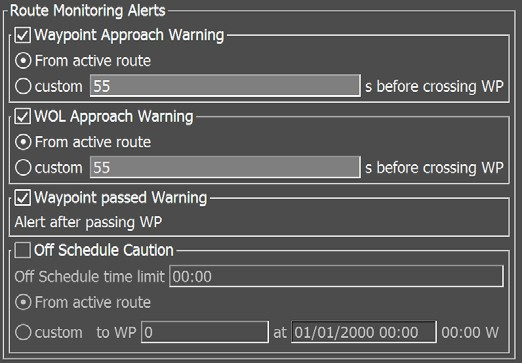 Route Monitoring Alerts
Waypoint Approach Warning
From active route
custom 55 s before crossing WP
WOL Approach Warning
From active route
custom 55 s before crossing WP
Waypoint passed Warning
Alert after passing WP
Off Schedule Caution
Off Schedule time limit 00:00
From active route
custom to WP 0 at 01/01/2000 00:00 00:00 W